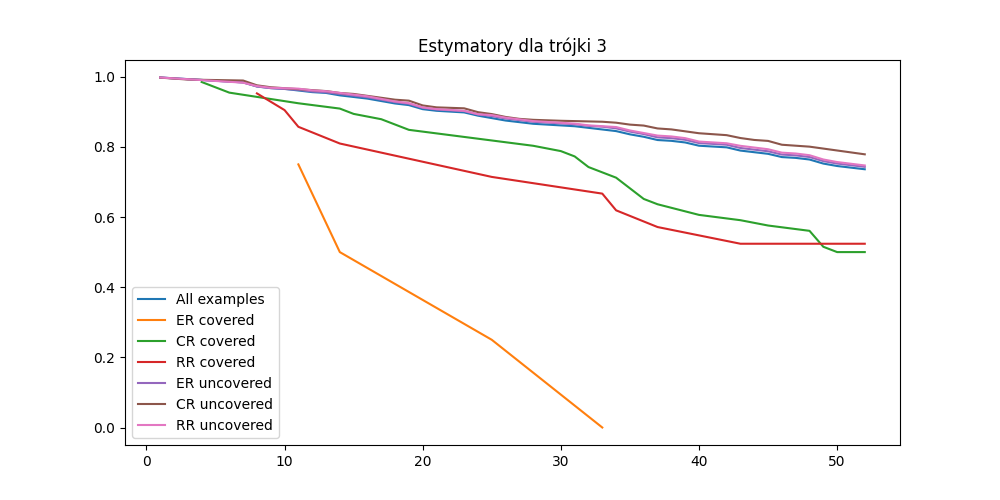 Estymatory dla trójki 3
1.0
0.8
0.6
0.4
0.2
0.0
All examples
ER covered
CR covered
RR covered
ER uncovered
CR uncovered
RR uncovered
0 10 20 30 40 50